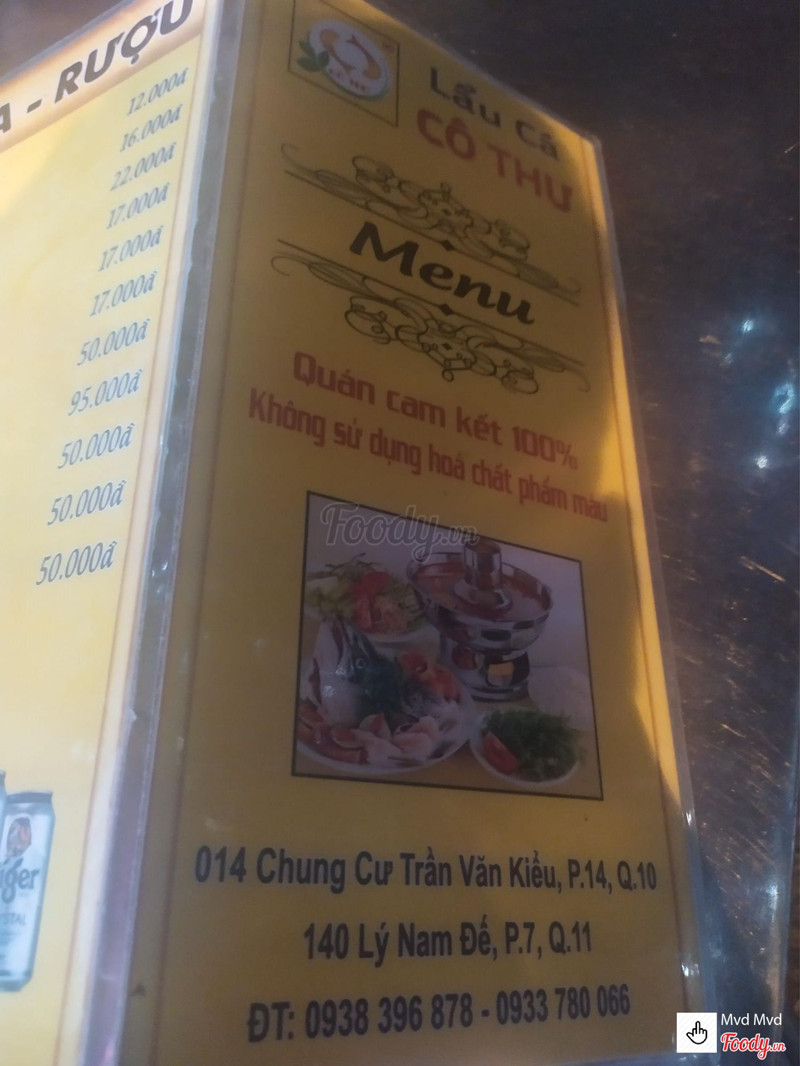 A - RƯỢU
12.000đ
16.000đ
22.000đ
17.000đ
17.000đ
17.000đ
50.000đ
95.000đ
50.000đ
50.000đ
50.000đ
Lẩu Cá
CÔ THƯ
Menu
Quán cam kết 100%
Không sử dụng hoá chất phẩm màu
Foody.vn
014 Chung Cư Trần Văn Kiểu, P.14, Q.10
140 Lý Nam Đế, P.7, Q.11
ĐT: 0938 396 878 - 0933 780 066
iger
STAL
Mvd Mvd
Foody.vn